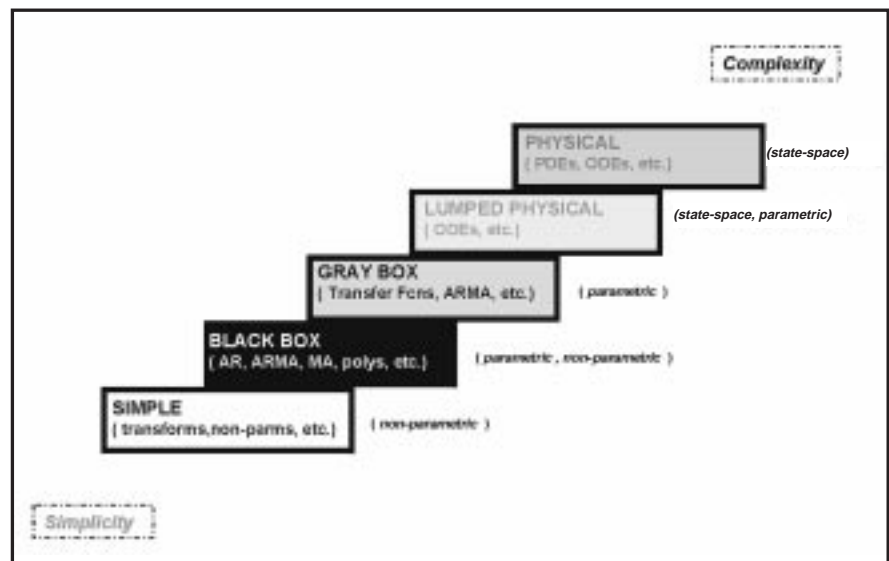 Complexity
PHYSICAL
( PDEs, ODEs, etc.)
(state-space)
LUMPED PHYSICAL
( ODEs, etc.)
(state-space, parametric)
GRAY BOX
( Transfer Fcns, ARMA, etc.)
( parametric )
BLACK BOX
( AR, ARMA, MA, polys, etc.)
( parametric , non-parametric )
SIMPLE
( transforms,non-parms, etc.)
( non-parametric )
Simplicity